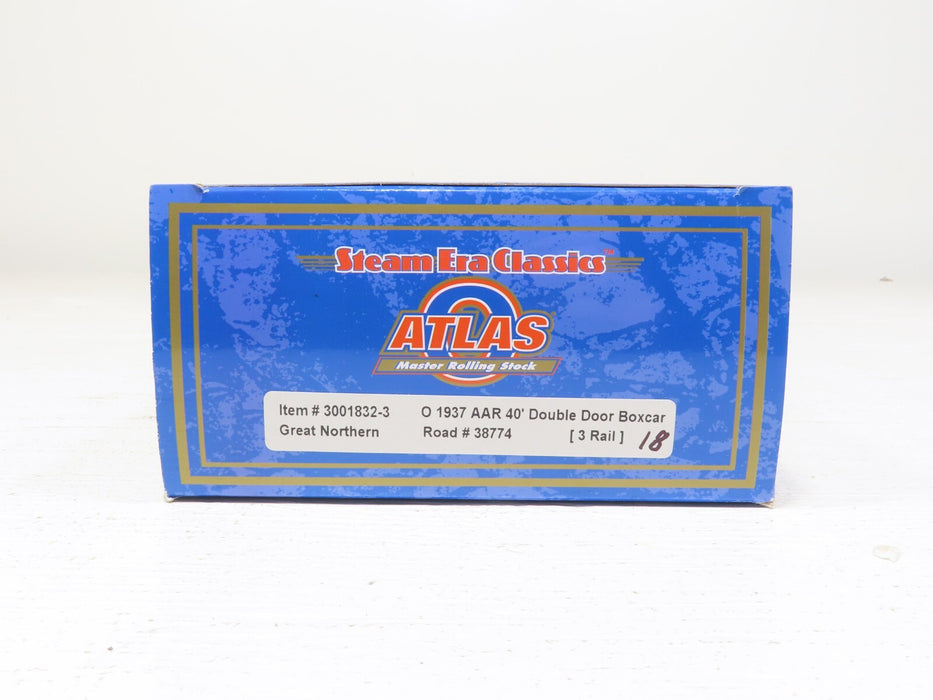 Steam Era Classics™
ATLAS O
Master Rolling Stock
Item # 3001832-3 O 1937 AAR 40' Double Door Boxcar
Great Northern Road # 38774 [ 3 Rail ] 18